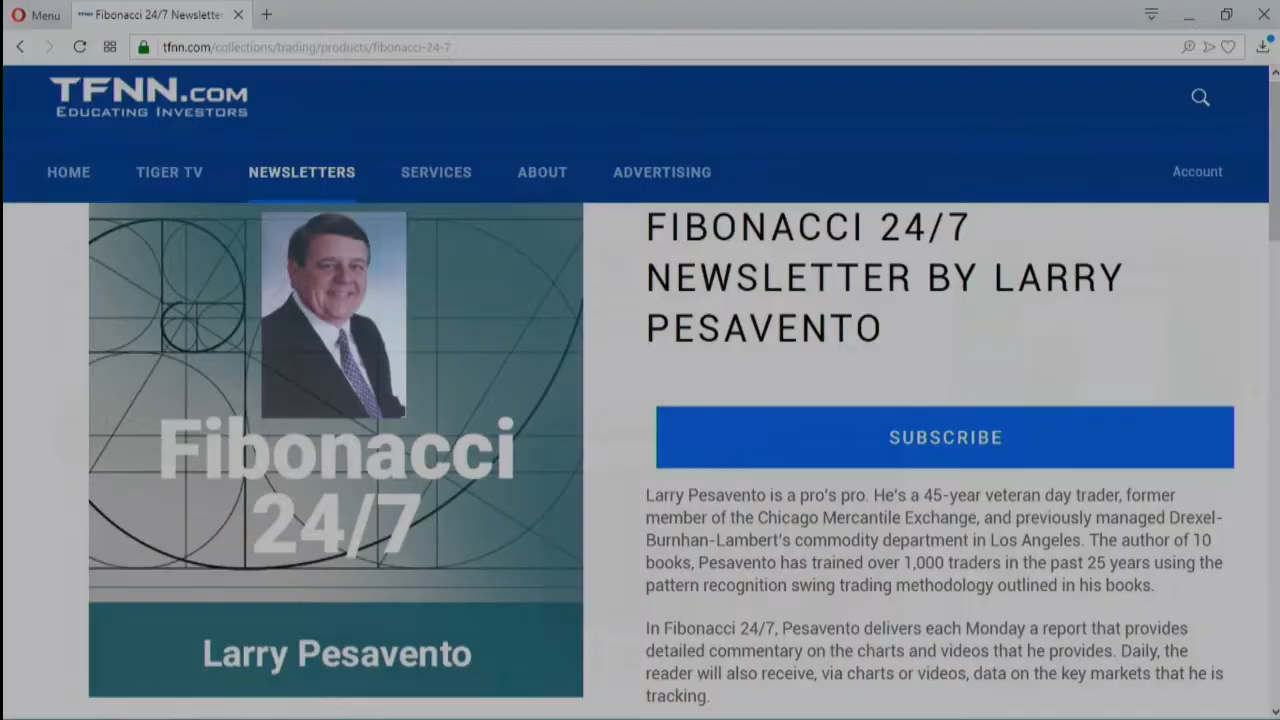 Menu
Fibonacci 24/7 Newslette
tfnn.com/collections/trading/products/fibonacci-24-7
TFNN.COM
EDUCATING INVESTORS
HOME TIGER TV NEWSLETTERS SERVICES ABOUT ADVERTISING Account
Fibonacci
24/7
Larry Pesavento
FIBONACCI 24/7
NEWSLETTER BY LARRY
PESAVENTO
SUBSCRIBE
Larry Pesavento is a pro's pro. He's a 45-year veteran day trader, former
member of the Chicago Mercantile Exchange, and previously managed Drexel-
Burnhan-Lambert's commodity department in Los Angeles. The author of 10
books, Pesavento has trained over 1,000 traders in the past 25 years using the
pattern recognition swing trading methodology outlined in his books.
In Fibonacci 24/7, Pesavento delivers each Monday a report that provides
detailed commentary on the charts and videos that he provides. Daily, the
reader will also receive, via charts or videos, data on the key markets that he is
tracking.